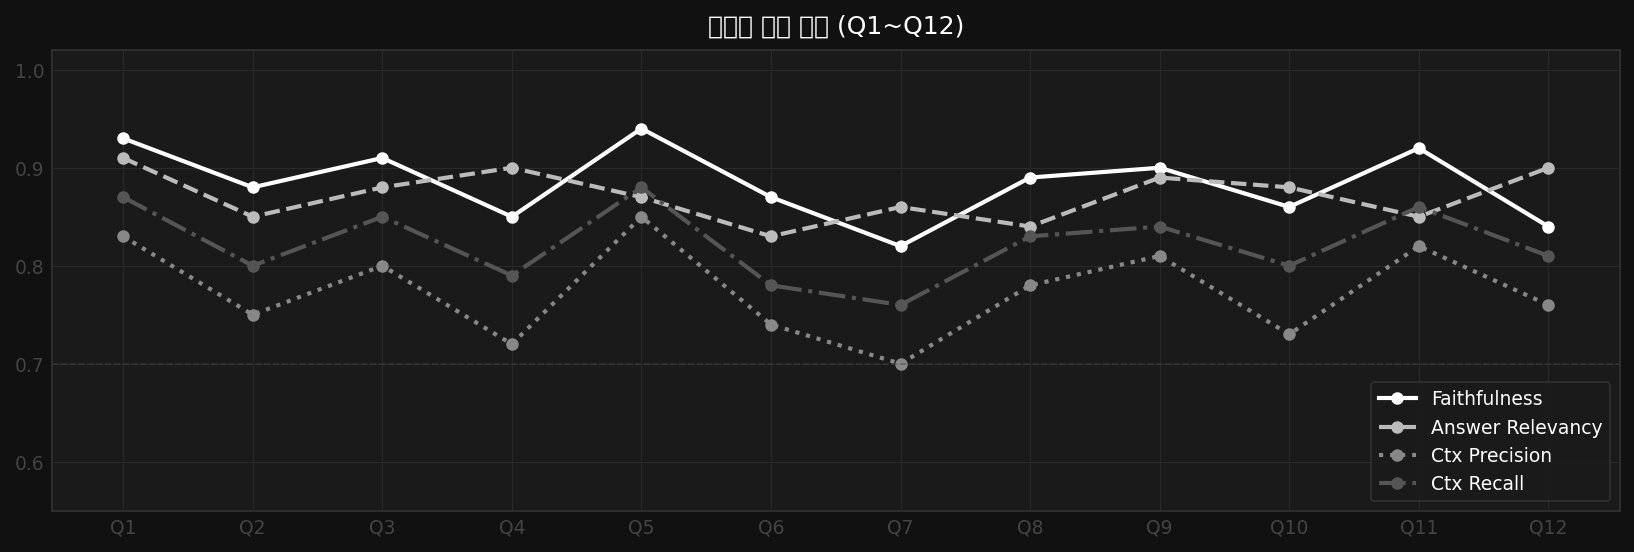 (Q1~Q12)
1.0
0.9
0.8
0.7
0.6
Faithfulness
Answer Relevancy
Ctx Precision
Ctx Recall
Q1 Q2 Q3 Q4 Q5 Q6 Q7 Q8 Q9 Q10 Q11 Q12